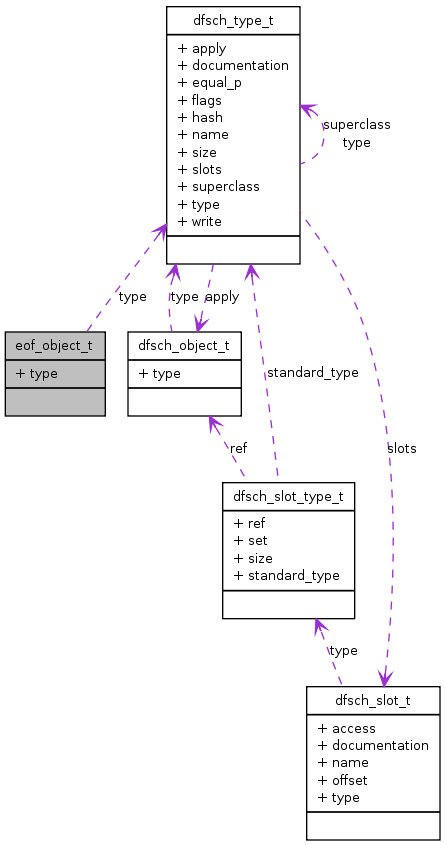 dfsch_type_t
+ apply
+ documentation
+ equal_p
+ flags
+ hash
+ name
+ size
+ slots
+ superclass
+ type
+ write
superclass
type
type
type
apply
eof_object_t
+ type
dfsch_object_t
+ type
standard_type
slots
ref
dfsch_slot_type_t
+ ref
+ set
+ size
+ standard_type
type
dfsch_slot_t
+ access
+ documentation
+ name
+ offset
+ type